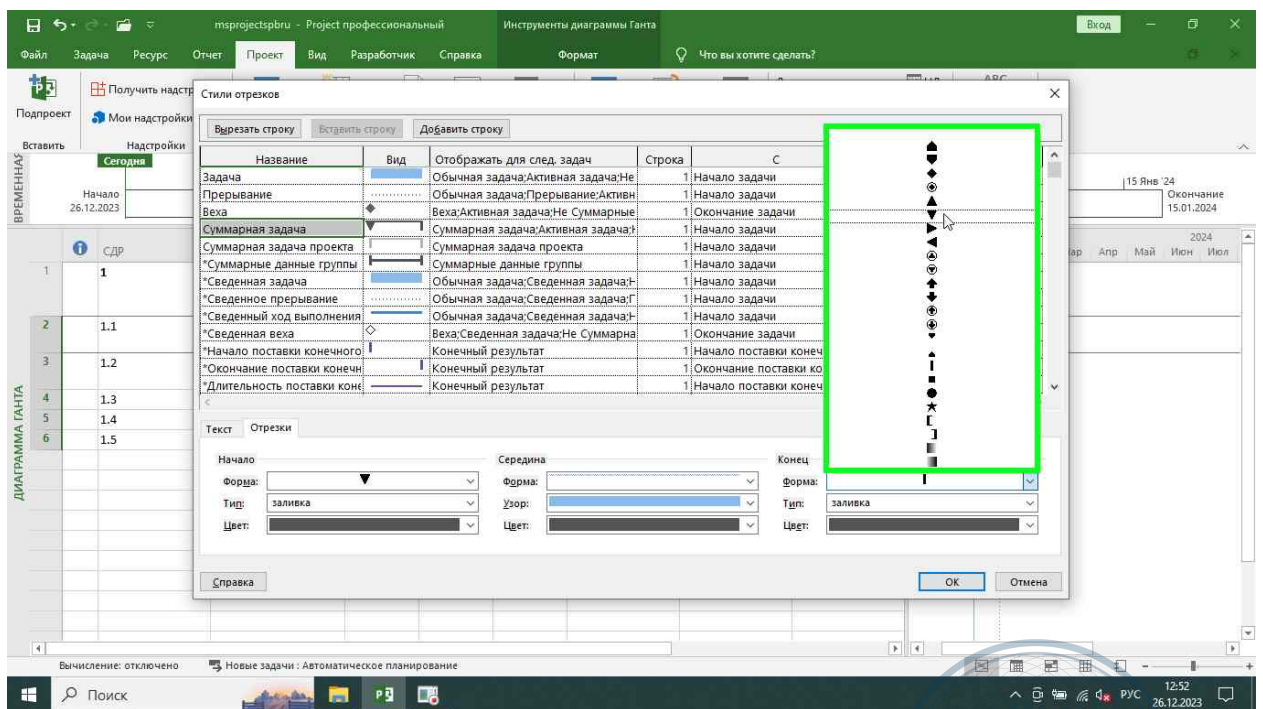 msprojectspbru - Project профессиональный
Инструменты диаграммы Ганта
Вход
Файл Задача Ресурс Отчет Проект Вид Разработчик Справка Формат Что вы хотите сделать?
Подпроект
Получить надстр
Мои надстройки
Вставить Надстройки
Стили отрезков
Вырезать строку Вставить строку Добавить строку
Название Вид Отображать для след. задач Строка С
Задача Обычная задача;Активная задача;Не 1 Начало задачи
Прерывание Обычная задача;Прерывание;Активн 1 Начало задачи
Веха Веха;Активная задача;Не Суммарные 1 Окончание задачи
Суммарная задача Суммарная задача;Активная задача;Н 1 Начало задачи
Суммарная задача проекта Суммарная задача проекта 1 Начало задачи
*Суммарные данные группы Суммарные данные группы 1 Начало задачи
*Сведенная задача Обычная задача;Сведенная задача;Н 1 Начало задачи
*Сведенное прерывание Обычная задача;Сведенная задача;П 1 Начало задачи
*Сведенный ход выполнения Обычная задача;Сведенная задача;Н 1 Начало задачи
*Сведенная веха Веха;Сведенная задача;Не Суммарна 1 Окончание задачи
*Начало поставки конечного Конечный результат 1 Начало поставки конеч
*Окончание поставки конечн Конечный результат 1 Окончание поставки ко
*Длительность поставки коне Конечный результат 1 Начало поставки конеч
Текст Отрезки
Начало Середина Конец
Форма: Форма: Форма:
Тип: заливка Узор: Тип: заливка
Цвет: Цвет: Цвет:
Справка ОК Отмена
ВРЕМЕННАЯ
Сегодня
Начало
26.12.2023
15 Янв '24
Окончание
15.01.2024
СДР
2024
Апр Май Июн Июл
1 1
2 1.1
3 1.2
4 1.3
5 1.4
6 1.5
ДИАГРАММА ГАНТА
Вычисление: отключено Новые задачи : Автоматическое планирование
Поиск
РУС
12:52
26.12.2023